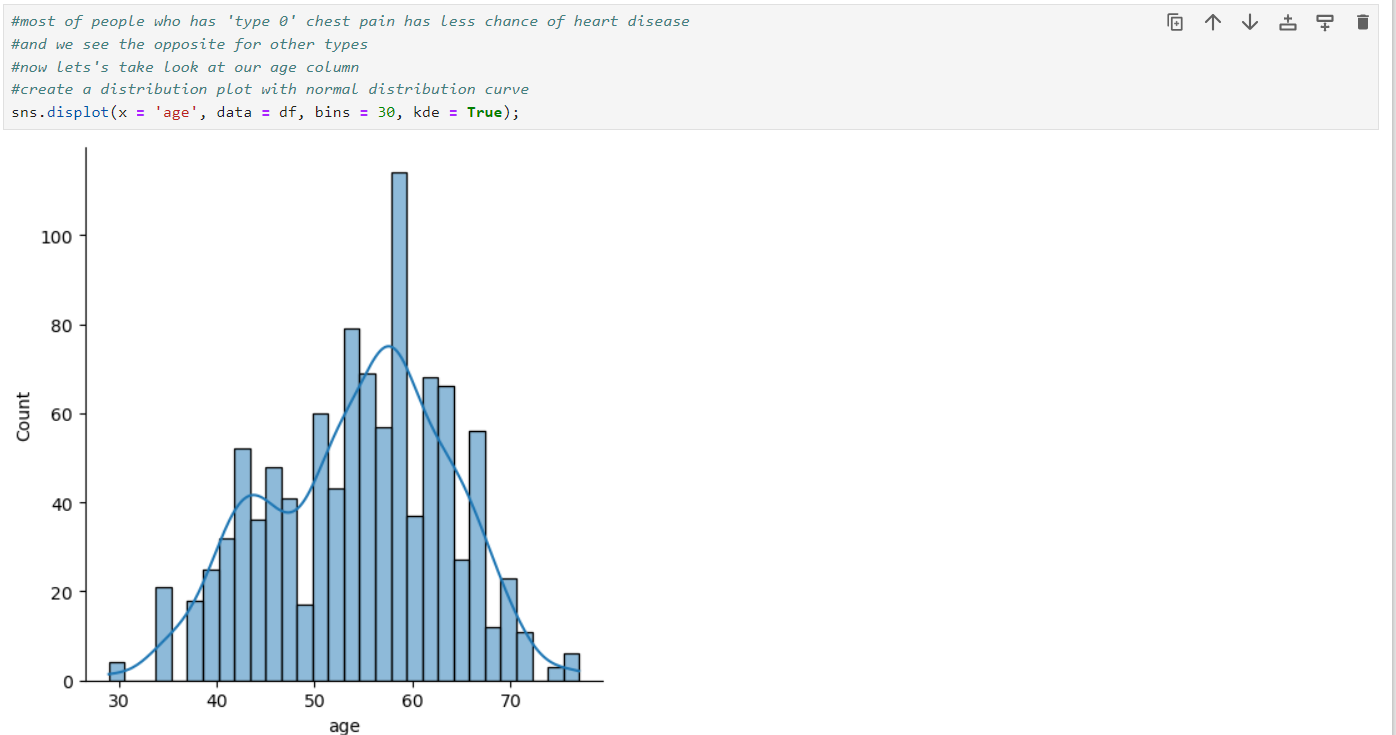 #most of people who has 'type 0' chest pain has less chance of heart disease
#and we see the opposite for other types
#now lets's take look at our age column
#create a distribution plot with normal distribution curve
sns.displot(x = 'age', data = df, bins = 30, kde = True);
100
80
60
40
20
0
Count
30 40 50 60 70
age